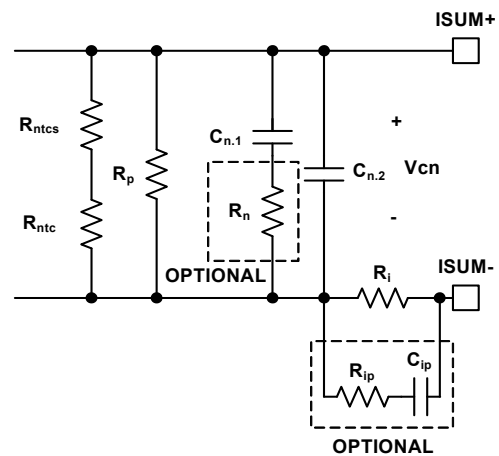 ISUM+
Rntcs
Cn.1
+
Rp
Cn.2
Vcn
Rn
Rntc
-
OPTIONAL
Ri
ISUM-
Rip
Cip
OPTIONAL